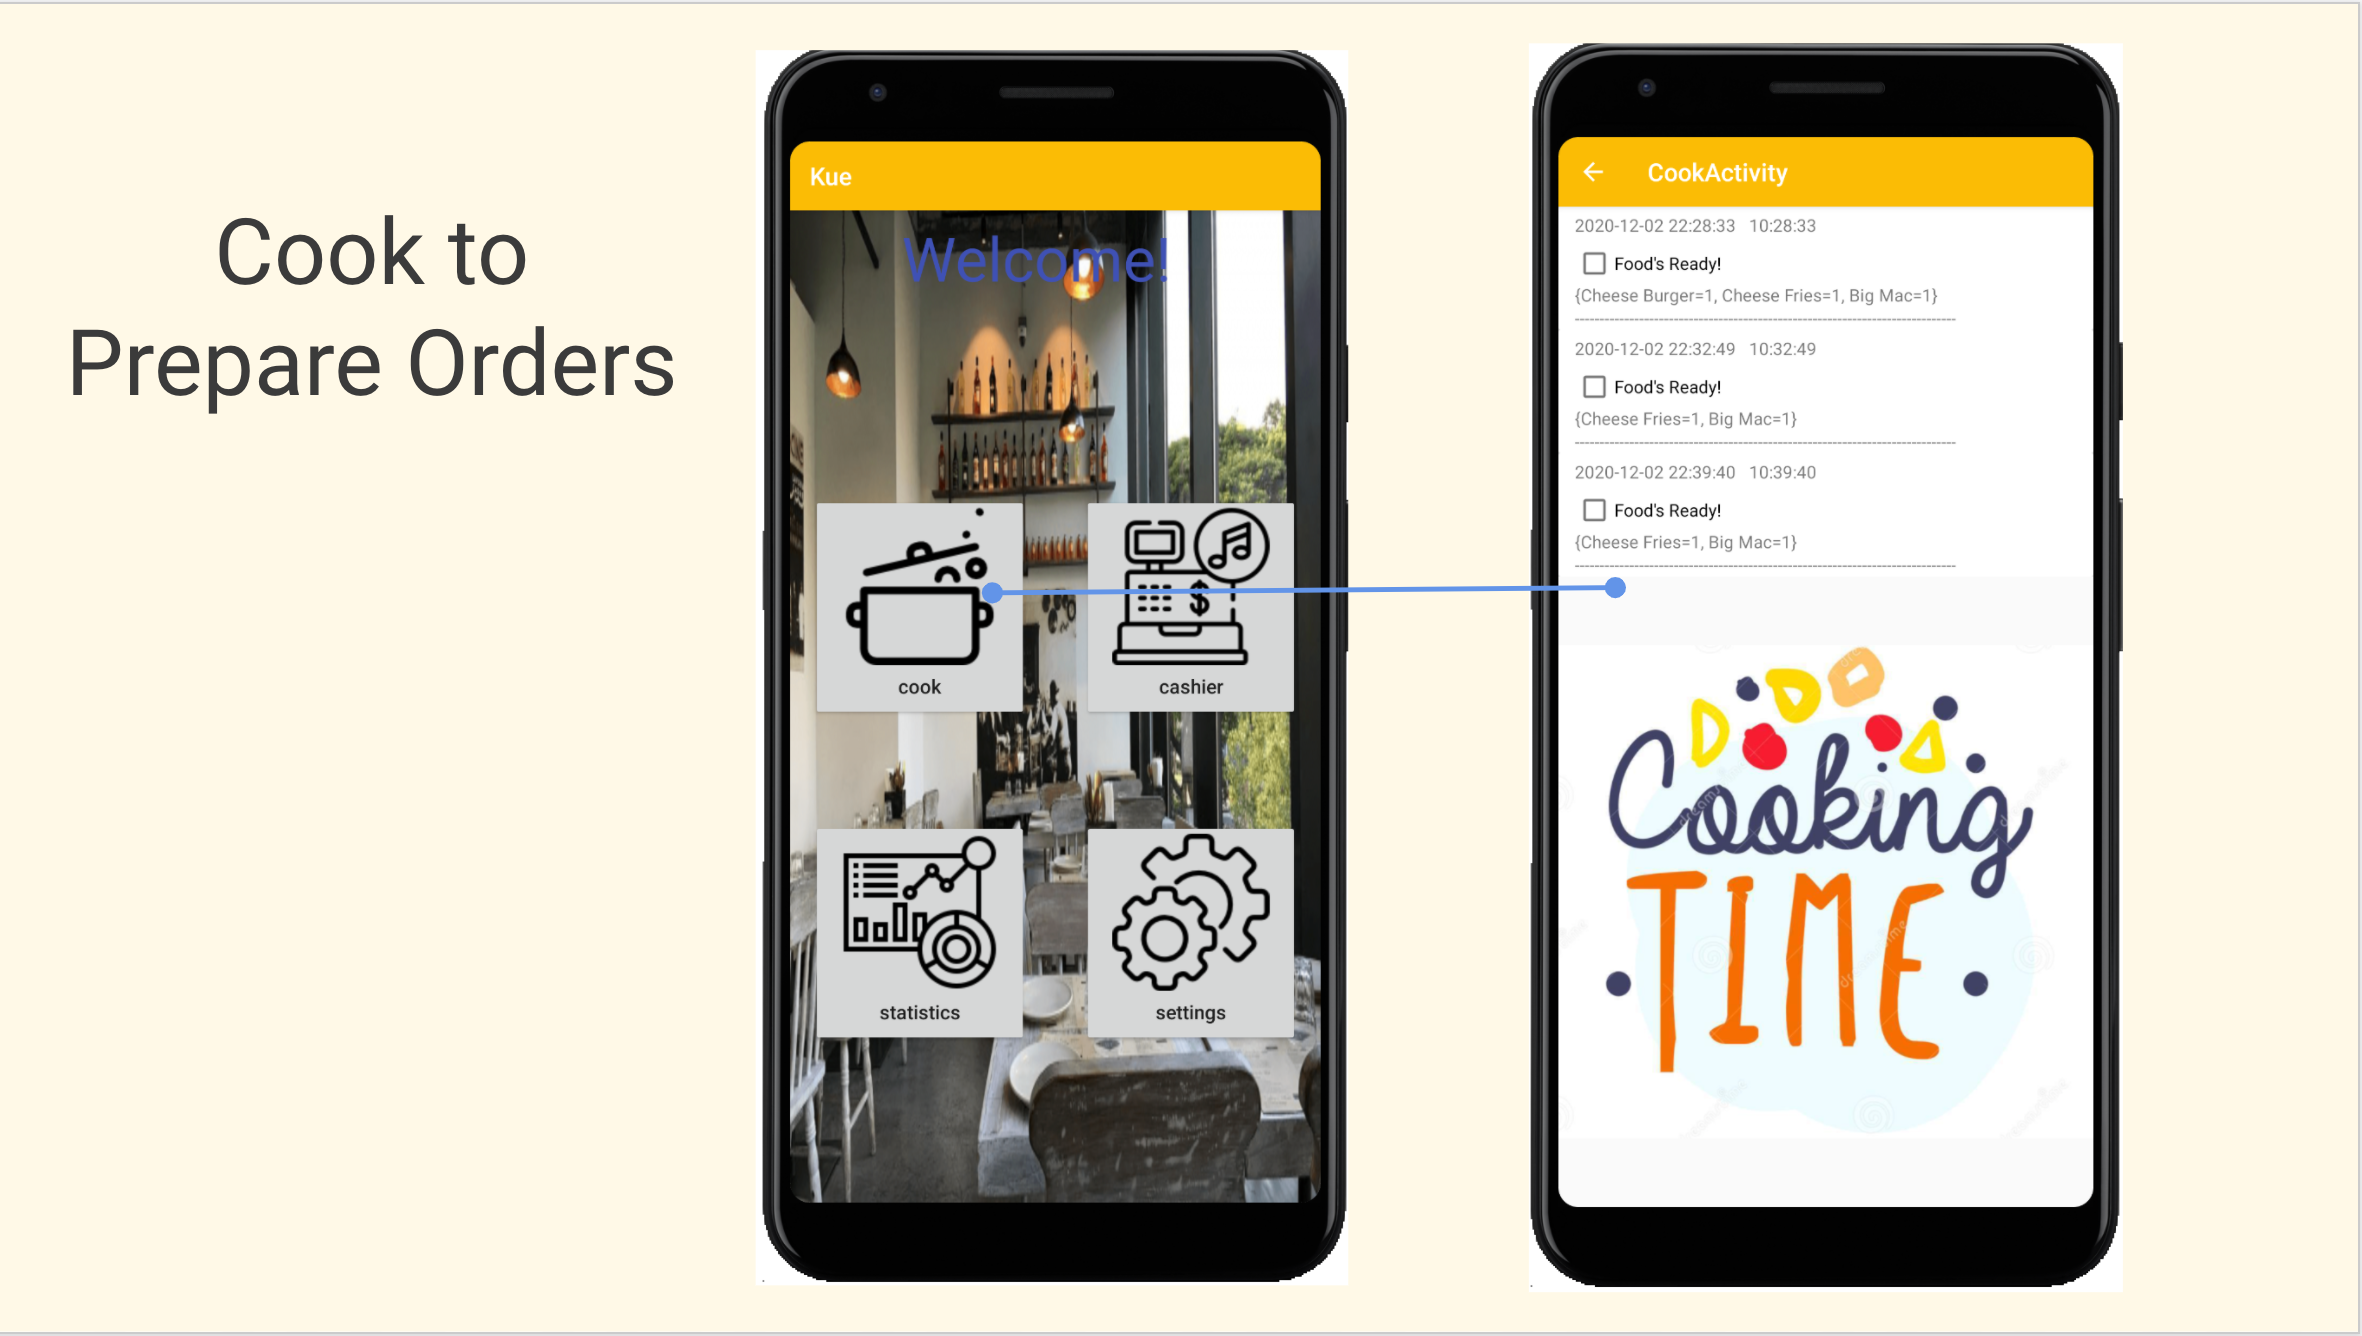 Cook to
Prepare Orders
Kue
Welcome!
cook
cashier
statistics
settings
CookActivity
2020-12-02 22:28:33 10:28:33
Food's Ready!
{Cheese Burger=1, Cheese Fries=1, Big Mac=1}
--------------------------------------------------------------------------------
2020-12-02 22:32:49 10:32:49
Food's Ready!
{Cheese Fries=1, Big Mac=1}
--------------------------------------------------------------------------------
2020-12-02 22:39:40 10:39:40
Food's Ready!
{Cheese Fries=1, Big Mac=1}
--------------------------------------------------------------------------------
Cooking
TIME